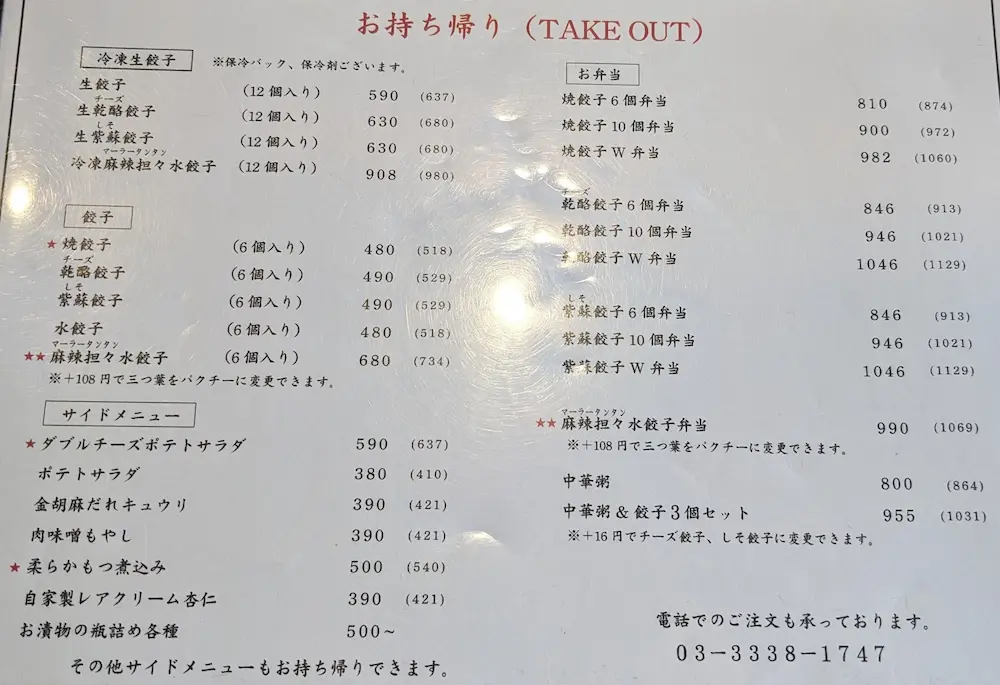 お持ち帰り（TAKE OUT）
冷凍生餃子 ※保冷バック、保冷剤ございます。
生餃子 （12個入り） 590 (637)
チーズ
生乾酪餃子 （12個入り） 630 (680)
しそ
生紫蘇餃子 （12個入り） 630 (680)
マーラータンタン
冷凍麻辣担々水餃子 （12個入り） 908 (980)
餃子
★焼餃子 （6個入り） 480 (518)
チーズ
乾酪餃子 （6個入り） 490 (529)
しそ
紫蘇餃子 （6個入り） 490 (529)
水餃子 （6個入り） 480 (518)
マーラータンタン
★★麻辣担々水餃子 （6個入り） 680 (734)
※＋108円で三つ葉をパクチーに変更できます。
サイドメニュー
★ダブルチーズポテトサラダ 590 (637)
ポテトサラダ 380 (410)
金胡麻だれキュウリ 390 (421)
肉味噌もやし 390 (421)
★柔らかもつ煮込み 500 (540)
自家製レアクリーム杏仁 390 (421)
お漬物の瓶詰め各種 500～
その他サイドメニューもお持ち帰りできます。
お弁当
焼餃子6個弁当 810 (874)
焼餃子10個弁当 900 (972)
焼餃子W弁当 982 (1060)
チーズ
乾酪餃子6個弁当 846 (913)
乾酪餃子10個弁当 946 (1021)
乾酪餃子W弁当 1046 (1129)
しそ
紫蘇餃子6個弁当 846 (913)
紫蘇餃子10個弁当 946 (1021)
紫蘇餃子W弁当 1046 (1129)
マーラータンタン
★★麻辣担々水餃子弁当 990 (1069)
※＋108円で三つ葉をパクチーに変更できます。
中華粥 800 (864)
中華粥&餃子3個セット 955 (1031)
※＋16円でチーズ餃子、しそ餃子に変更できます。
電話でのご注文も承っております。
03-3338-1747